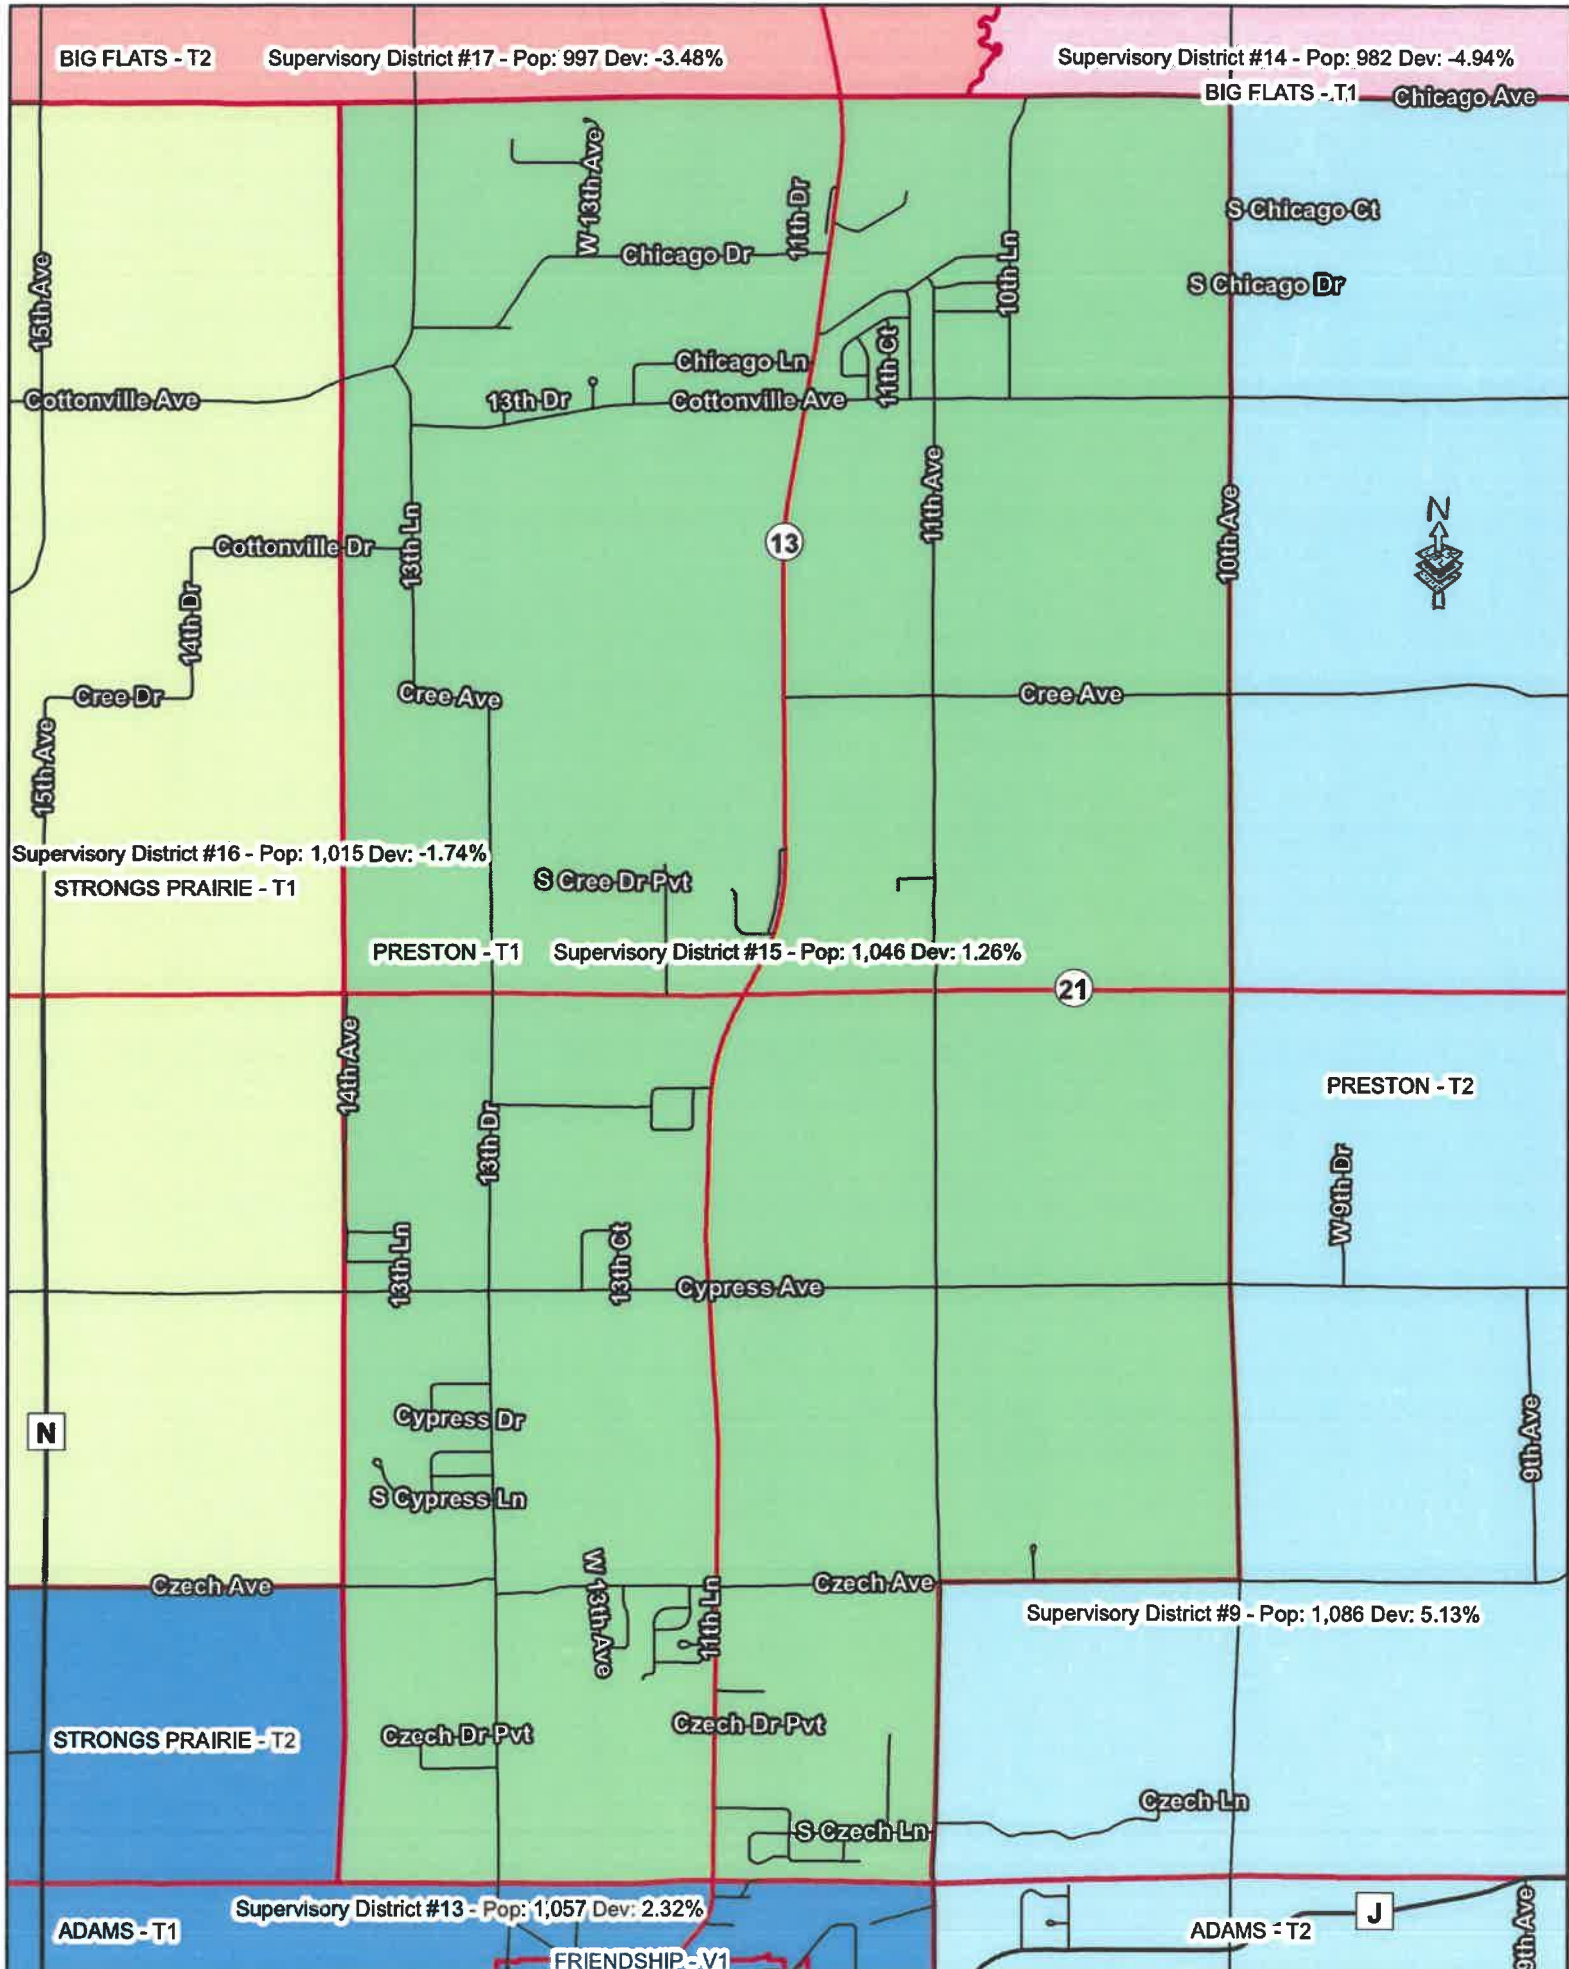 BIG FLATS - T2
Supervisory District #17 - Pop: 997 Dev: -3.48%
Supervisory District #14 - Pop: 982 Dev: -4.94%
BIG FLATS - T1
Chicago Ave
W 13th Ave
11th Dr
S Chicago Ct
Chicago Dr
10th Ln
S Chicago Dr
15th Ave
Chicago Ln
11th Ct
Cottonville Ave
13th Dr
Cottonville Ave
11th Ave
10th Ave
N
13th Ln
13
Cottonville Dr
14th Dr
Cree Dr
Cree Ave
Cree Ave
15th Ave
Supervisory District #16 - Pop: 1,015 Dev: -1.74%
STRONGS PRAIRIE - T1
S Cree Dr Pvt
PRESTON - T1
Supervisory District #15 - Pop: 1,046 Dev: 1.26%
21
14th Ave
PRESTON - T2
13th Dr
W 9th Dr
13th Ln
13th Ct
Cypress Ave
Cypress Dr
N
9th Ave
S Cypress Ln
Czech Ave
W 13th Ave
11th Ln
Czech Ave
Supervisory District #9 - Pop: 1,086 Dev: 5.13%
STRONGS PRAIRIE - T2
Czech Dr Pvt
Czech Dr Pvt
Czech Ln
S Czech Ln
Supervisory District #13 - Pop: 1,057 Dev: 2.32%
ADAMS - T1
J
ADAMS - T2
9th Ave
FRIENDSHIP - V1